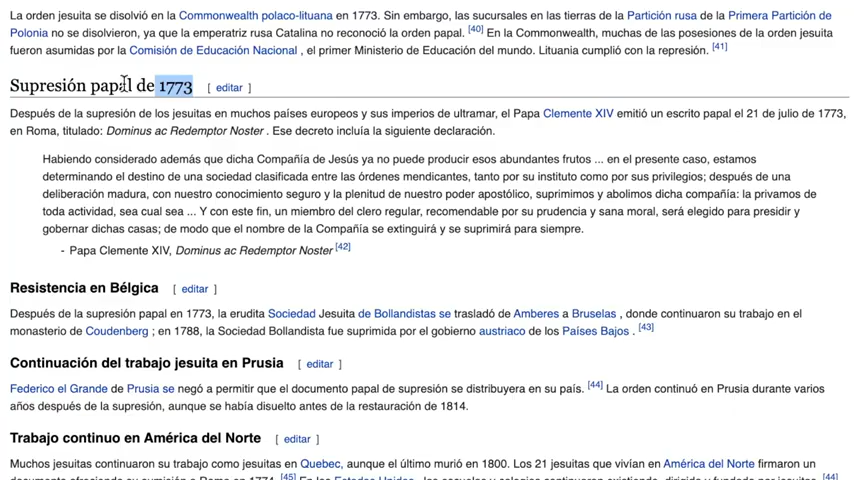 La orden jesuita se disolvió en la Commonwealth polaco-lituana en 1773. Sin embargo, las sucursales en las tierras de la Partición rusa de la Primera Partición de
Polonia no se disolvieron, ya que la emperatriz rusa Catalina no reconoció la orden papal. [40] En la Commonwealth, muchas de las posesiones de la orden jesuita
fueron asumidas por la Comisión de Educación Nacional , el primer Ministerio de Educación del mundo. Lituania cumplió con la represión. [41]
Supresión papal de 1773 [ editar ]
Después de la supresión de los jesuitas en muchos países europeos y sus imperios de ultramar, el Papa Clemente XIV emitió un escrito papal el 21 de julio de 1773,
en Roma, titulado: Dominus ac Redemptor Noster . Ese decreto incluía la siguiente declaración.
Habiendo considerado además que dicha Compañía de Jesús ya no puede producir esos abundantes frutos ... en el presente caso, estamos
determinando el destino de una sociedad clasificada entre las órdenes mendicantes, tanto por su instituto como por sus privilegios; después de una
deliberación madura, con nuestro conocimiento seguro y la plenitud de nuestro poder apostólico, suprimimos y abolimos dicha compañía: la privamos de
toda actividad, sea cual sea ... Y con este fin, un miembro del clero regular, recomendable por su prudencia y sana moral, será elegido para presidir y
gobernar dichas casas; de modo que el nombre de la Compañía se extinguirá y se suprimirá para siempre.
- Papa Clemente XIV, Dominus ac Redemptor Noster [42]
Resistencia en Bélgica [ editar ]
Después de la supresión papal en 1773, la erudita Sociedad Jesuita de Bollandistas se trasladó de Amberes a Bruselas , donde continuaron su trabajo en el
monasterio de Coudenberg ; en 1788, la Sociedad Bollandista fue suprimida por el gobierno austriaco de los Países Bajos . [43]
Continuación del trabajo jesuita en Prusia [ editar ]
Federico el Grande de Prusia se negó a permitir que el documento papal de supresión se distribuyera en su país. [44] La orden continuó en Prusia durante varios
años después de la supresión, aunque se había disuelto antes de la restauración de 1814.
Trabajo continuo en América del Norte [ editar ]
Muchos jesuitas continuaron su trabajo como jesuitas en Quebec, aunque el último murió en 1800. Los 21 jesuitas que vivían en América del Norte firmaron un
documento ofreciendo su sumisión a Roma en 1774. [45] En los Estados Unidos , las escuelas y colegios continuaron existiendo, dirigido y fundado por jesuitas. [44]